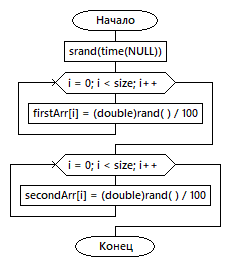 Начало
srand(time(NULL))
i = 0; i < size; i++
firstArr[i] = (double)rand( ) / 100
i = 0; i < size; i++
secondArr[i] = (double)rand( ) / 100
Конец